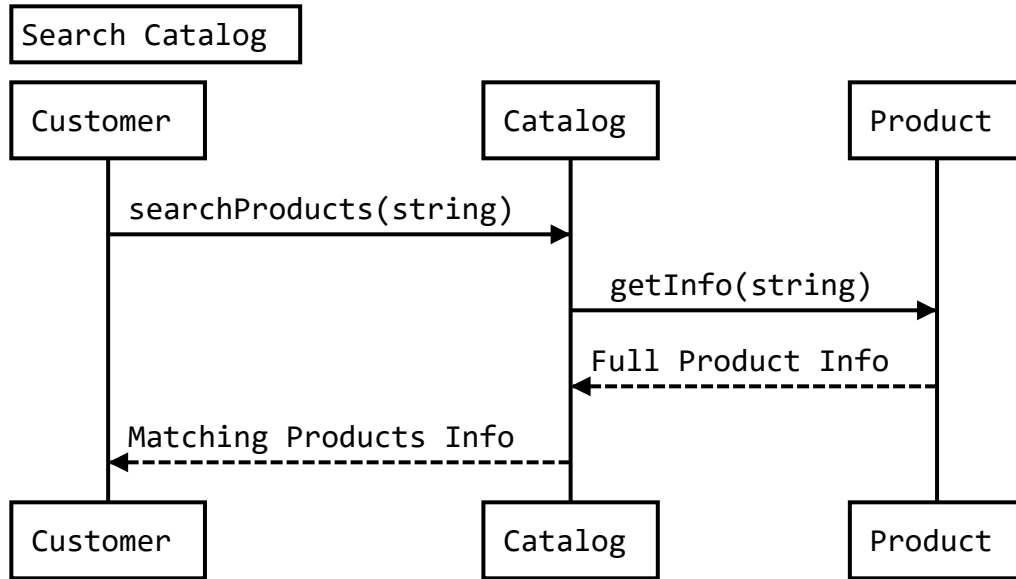 Search Catalog
Customer Catalog Product
searchProducts(string)
getInfo(string)
Full Product Info
Matching Products Info
Customer Catalog Product